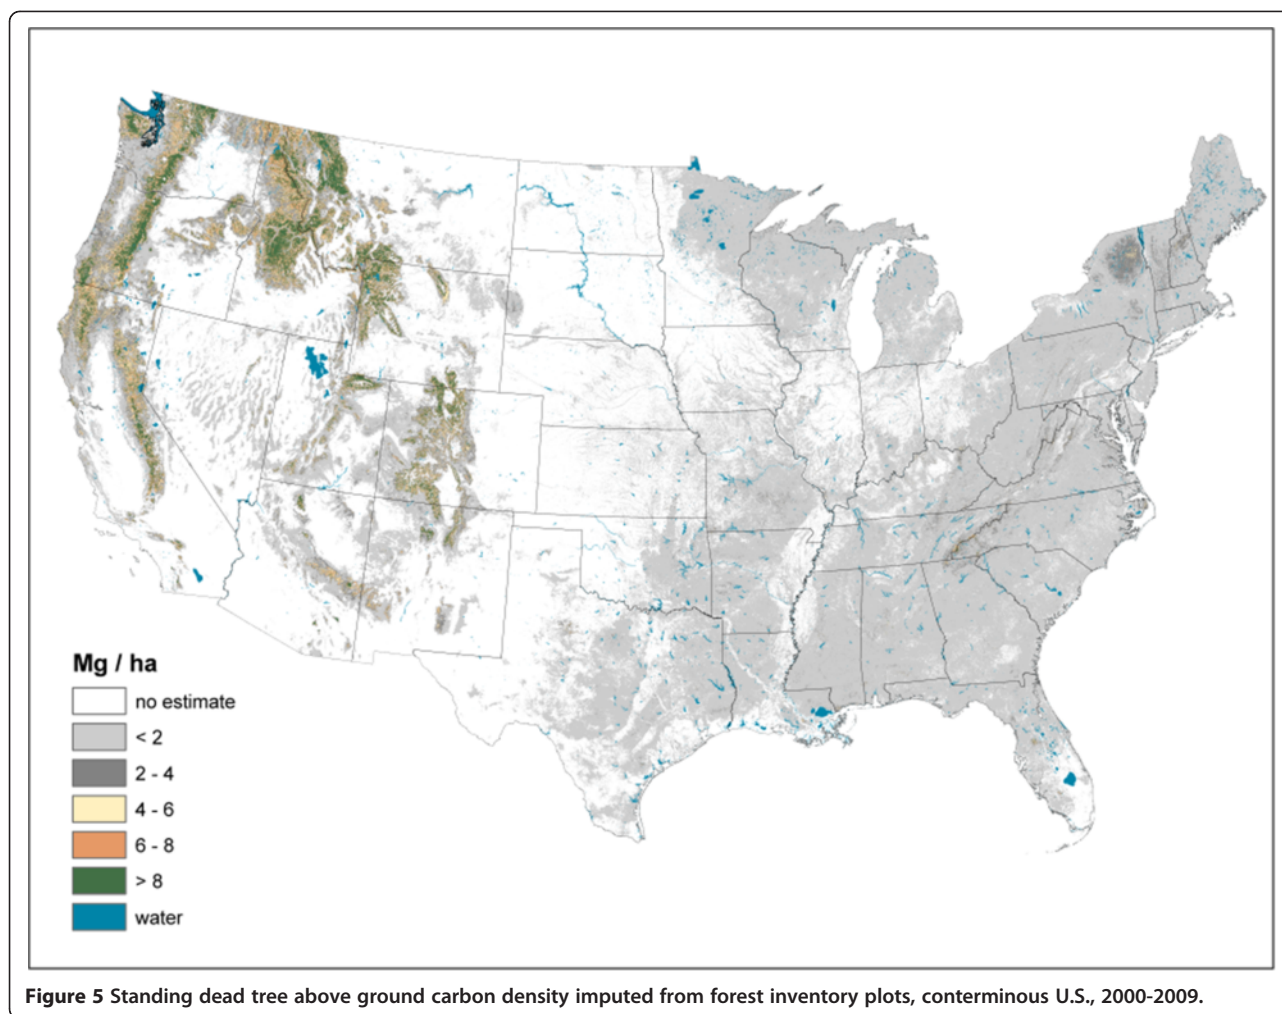 Mg / ha
no estimate
< 2
2 - 4
4 - 6
6 - 8
> 8
water
Figure 5 Standing dead tree above ground carbon density imputed from forest inventory plots, conterminous U.S., 2000-2009.